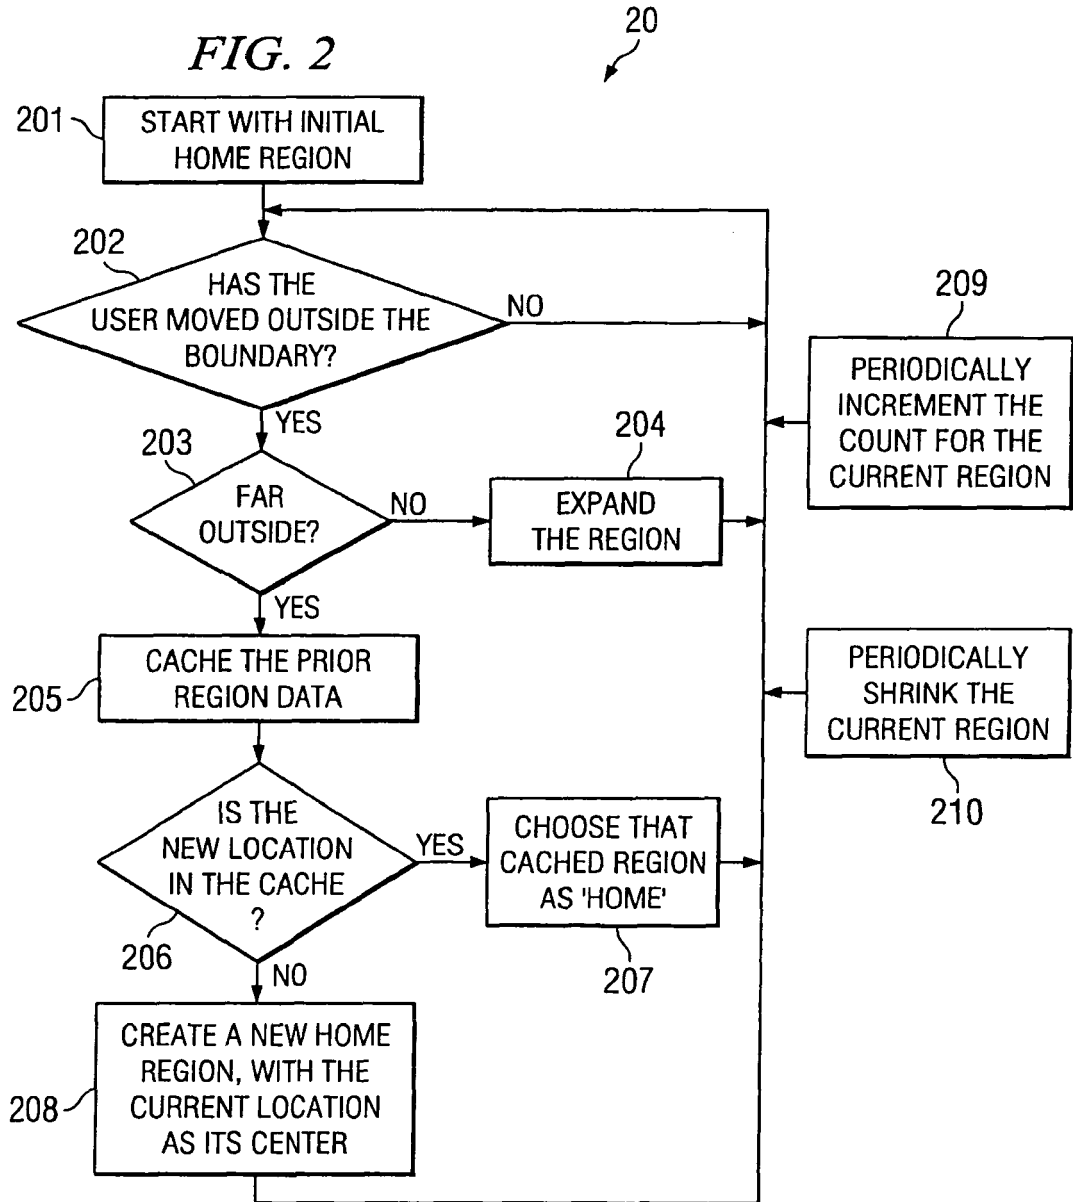 FIG. 2
20
201
START WITH INITIAL
HOME REGION
202
HAS THE
USER MOVED OUTSIDE THE
BOUNDARY?
NO
YES
203
FAR
OUTSIDE?
NO
204
EXPAND
THE REGION
YES
205
CACHE THE PRIOR
REGION DATA
206
IS THE
NEW LOCATION
IN THE CACHE
?
YES
CHOOSE THAT
CACHED REGION
AS 'HOME'
207
NO
208
CREATE A NEW HOME
REGION, WITH THE
CURRENT LOCATION
AS ITS CENTER
209
PERIODICALLY
INCREMENT THE
COUNT FOR THE
CURRENT REGION
PERIODICALLY
SHRINK THE
CURRENT REGION
210